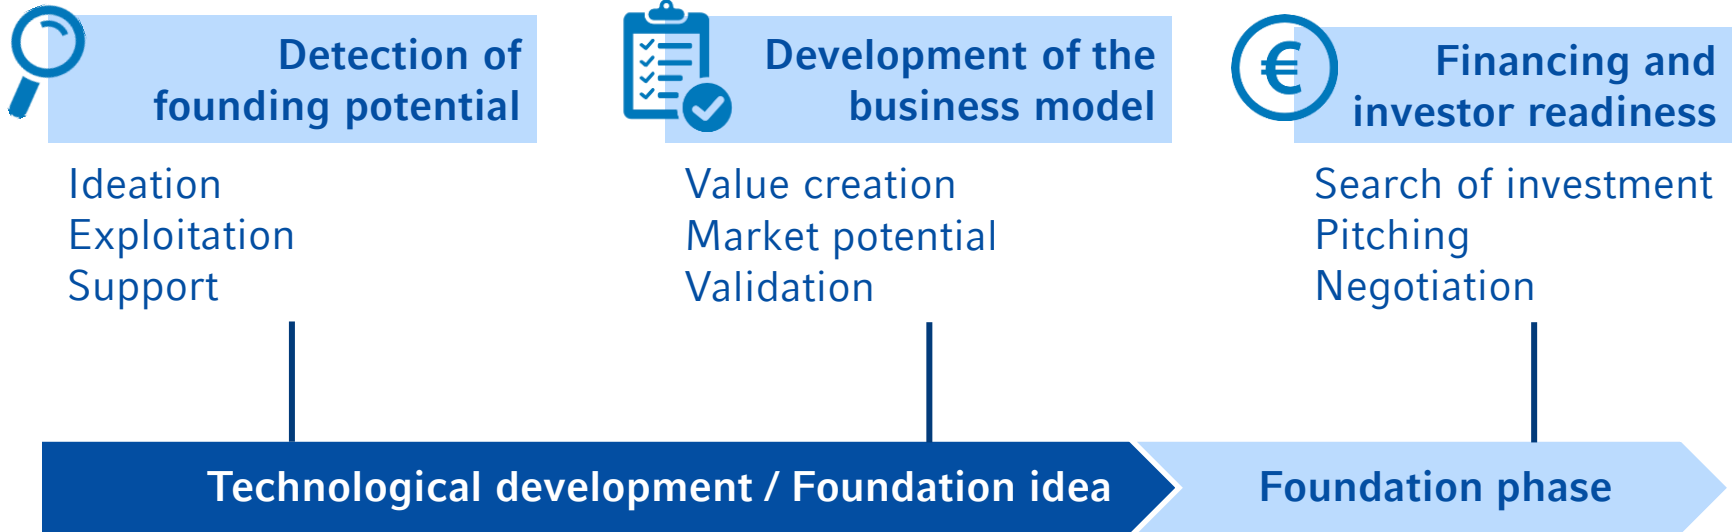 Detection of
founding potential
Ideation
Exploitation
Support
Development of the
business model
Value creation
Market potential
Validation
€
Financing and
investor readiness
Search of investment
Pitching
Negotiation
Technological development / Foundation idea
Foundation phase